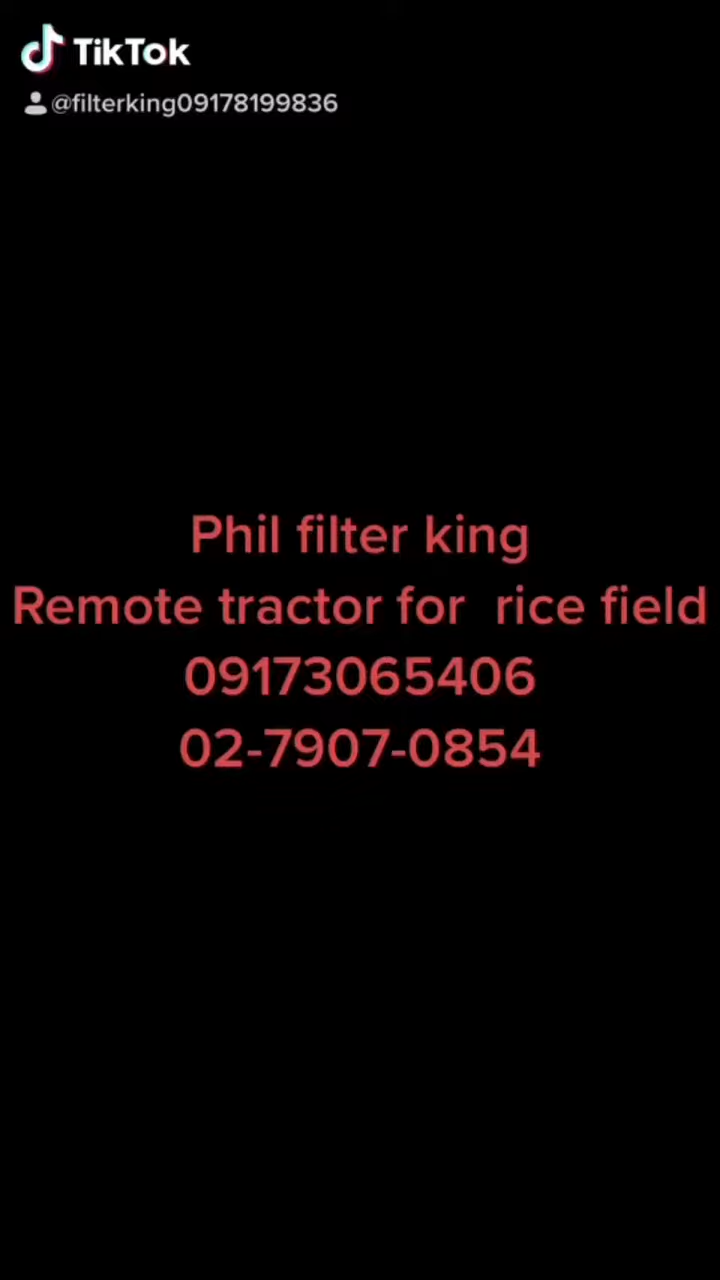 TikTok
@filterking09178199836
Phil filter king
Remote tractor for rice field
09173065406
02-7907-0854